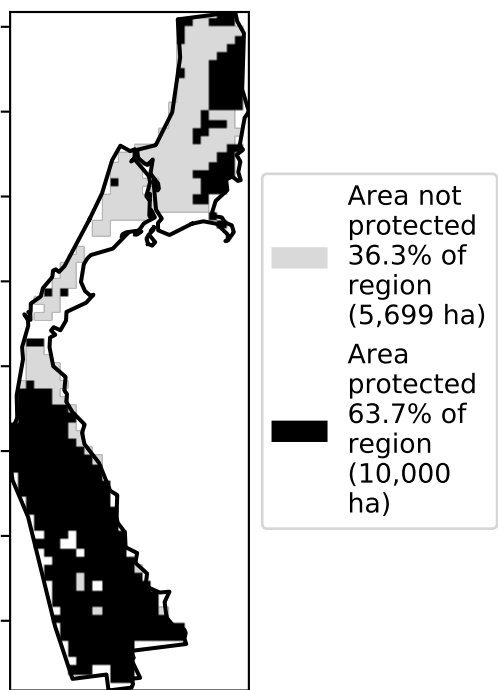 Area not
protected
36.3% of
region
(5,699 ha)
Area
protected
63.7% of
region
(10,000
ha)